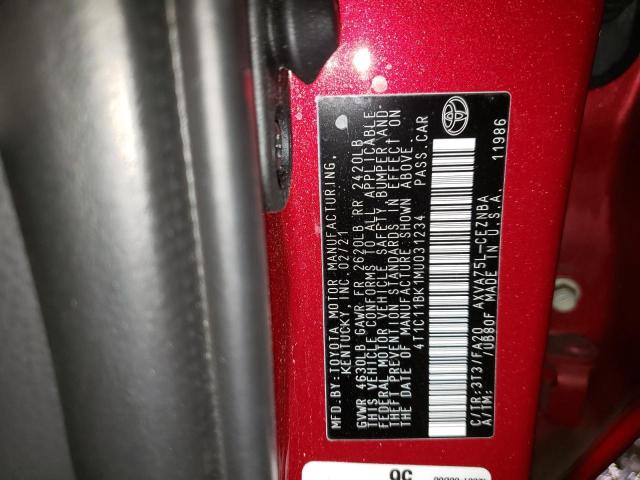 MFD.BY:TOYOTA MOTOR MANUFACTURING,
KENTUCKY, INC. 02/21
GVWR 4630LB GAWR FR 2620LB RR 2420LB
THIS VEHICLE CONFORMS TO ALL APPLICABLE
FEDERAL MOTOR VEHICLE SAFETY, BUMPER AND
THEFT PREVENTION STANDARDS IN EFFECT ON
THE DATE OF MANUFACTURE SHOWN ABOVE.
4T1C11BK1MU031234 PASS. CAR
C/TR:3T3/FA20 AXVA75L-CEZNBA
A/TM: /UB80F MADE IN U.S.A. 11986